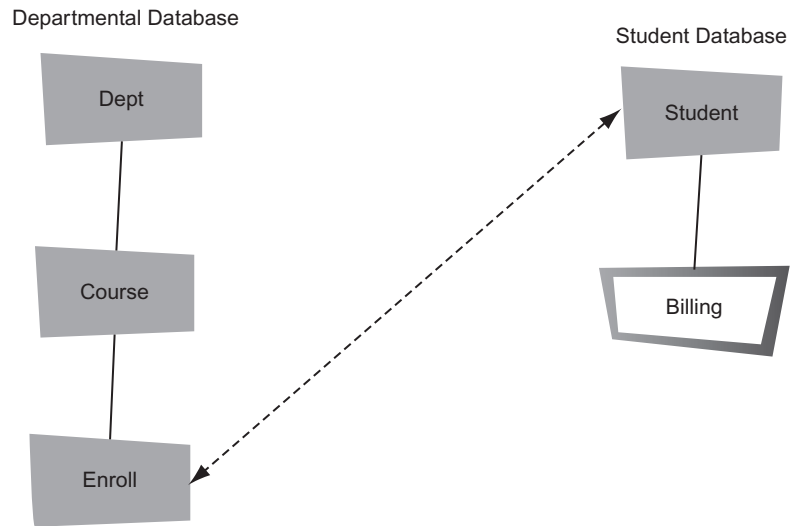 Departmental Database
Student Database
Dept
Student
Course
Billing
Enroll